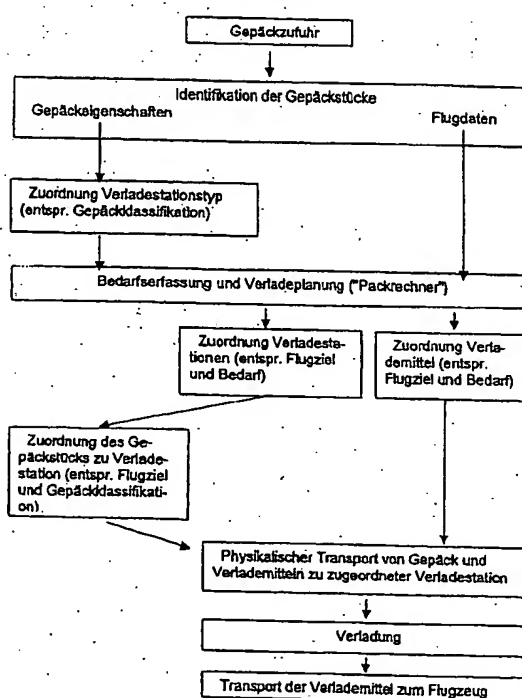 Gepäckzufuhr
Identifikation der Gepäckstücke
Gepäckeigenschaften
Flugdaten
Zuordnung Verladestationstyp
(entspr. Gepäckklassifikation)
Bedarfserfassung und Verladeplanung ("Packrechner")
Zuordnung Verladesta-
tionen (entspr. Flugziel
und Bedarf)
Zuordnung Verla-
demittel (entspr.
Flugziel und Bedarf)
Zuordnung des Ge-
päckstücks zu Verlade-
station (entspr. Flugziel
und Gepäckklassifikati-
on).
Physikalischer Transport von Gepäck und
Verlademitteln zu zugeordneter Verladestation
Verladung
Transport der Verlademittel zum Flugzeug